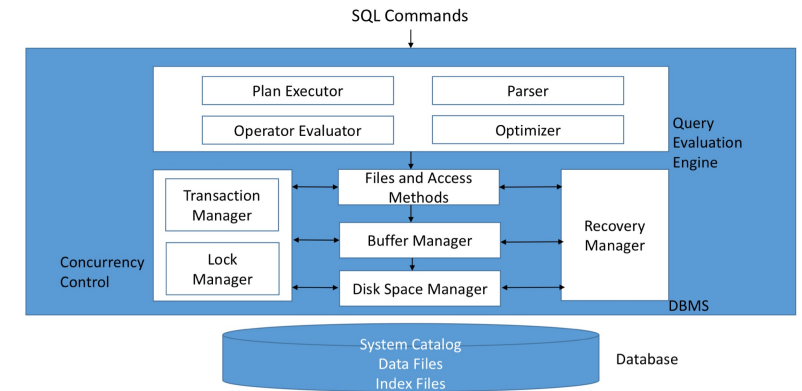 SQL Commands
Plan Executor
Parser
Operator Evaluator
Optimizer
Query
Evaluation
Engine
Files and Access
Methods
Transaction
Manager
Buffer Manager
Recovery
Manager
Lock
Manager
Concurrency
Control
Disk Space Manager
DBMS
System Catalog
Data Files
Index Files
Database